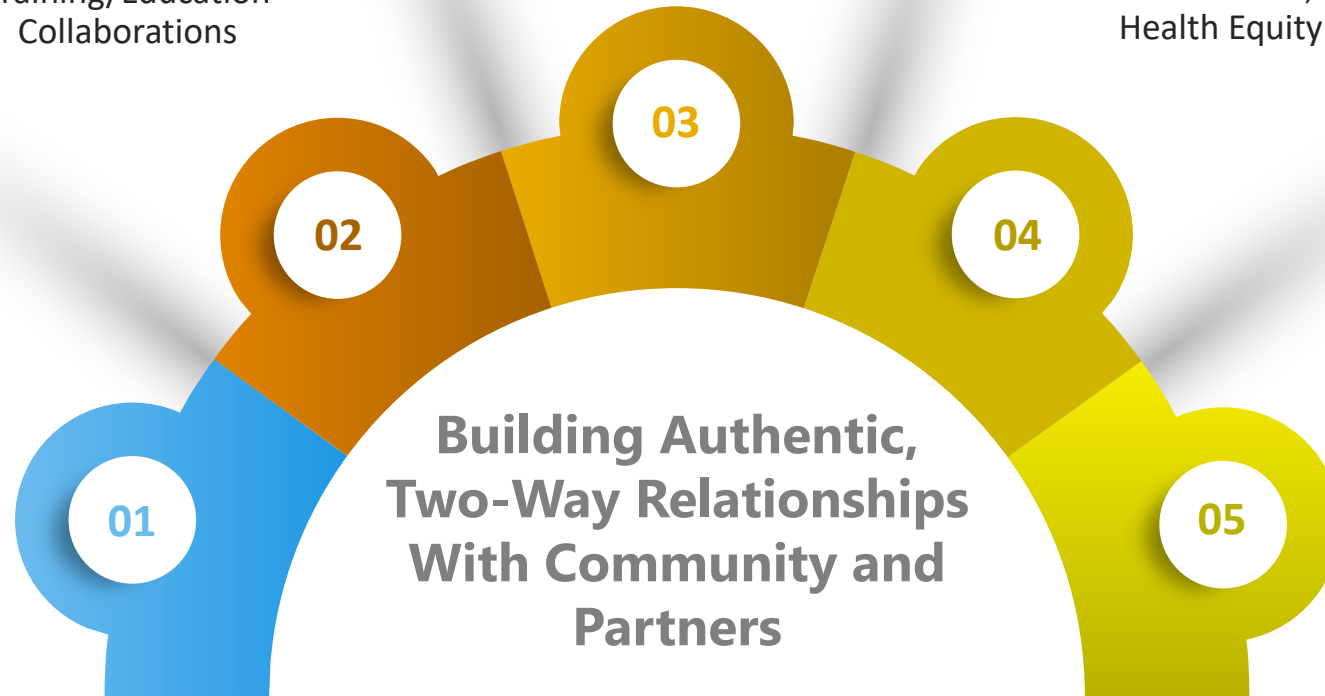 Collaborations
Health Equity
03
02
04
01
05
Building Authentic,
Two-Way Relationships
With Community and
Partners